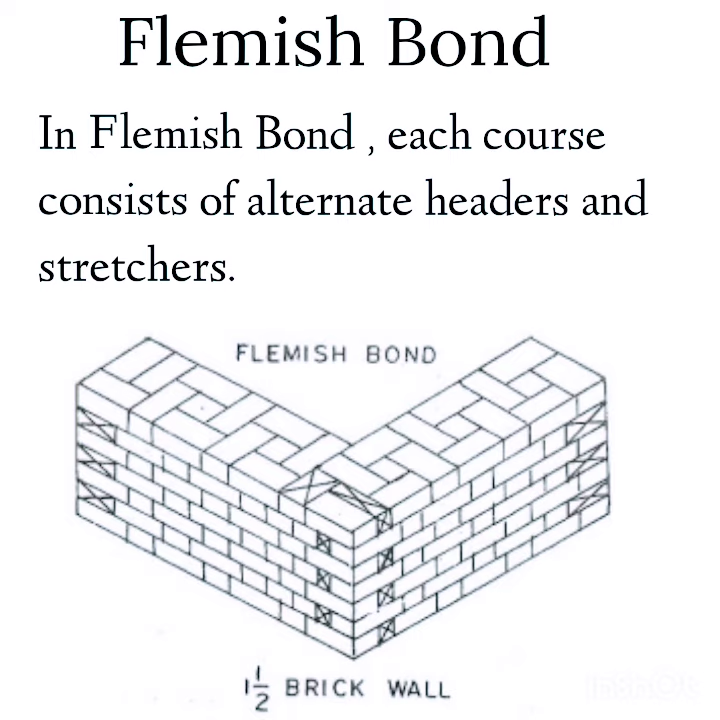 Flemish Bond
In Flemish Bond , each course
consists of alternate headers and
stretchers.
FLEMISH BOND
1 1/2 BRICK WALL